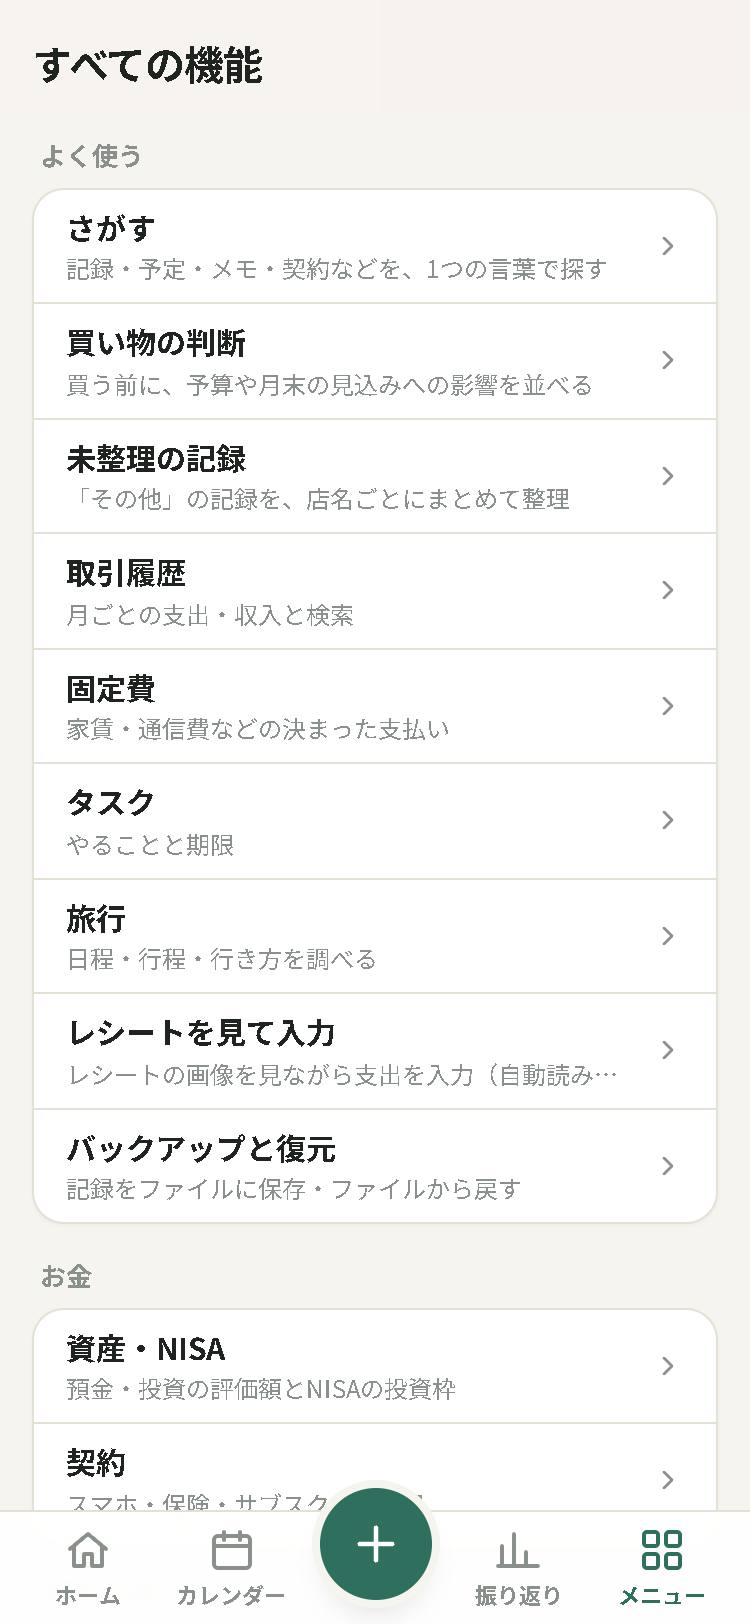 すべての機能
よく使う
さがす
記録・予定・メモ・契約などを、1つの言葉で探す
買い物の判断
買う前に、予算や月末の見込みへの影響を並べる
未整理の記録
「その他」の記録を、店名ごとにまとめて整理
取引履歴
月ごとの支出・収入と検索
固定費
家賃・通信費などの決まった支払い
タスク
やることと期限
旅行
日程・行程・行き方を調べる
レシートを見て入力
レシートの画像を見ながら支出を入力（自動読み…
バックアップと復元
記録をファイルに保存・ファイルから戻す
お金
資産・NISA
預金・投資の評価額とNISAの投資枠
契約
スマホ・保険・サブスク
ホーム
カレンダー
振り返り
メニュー